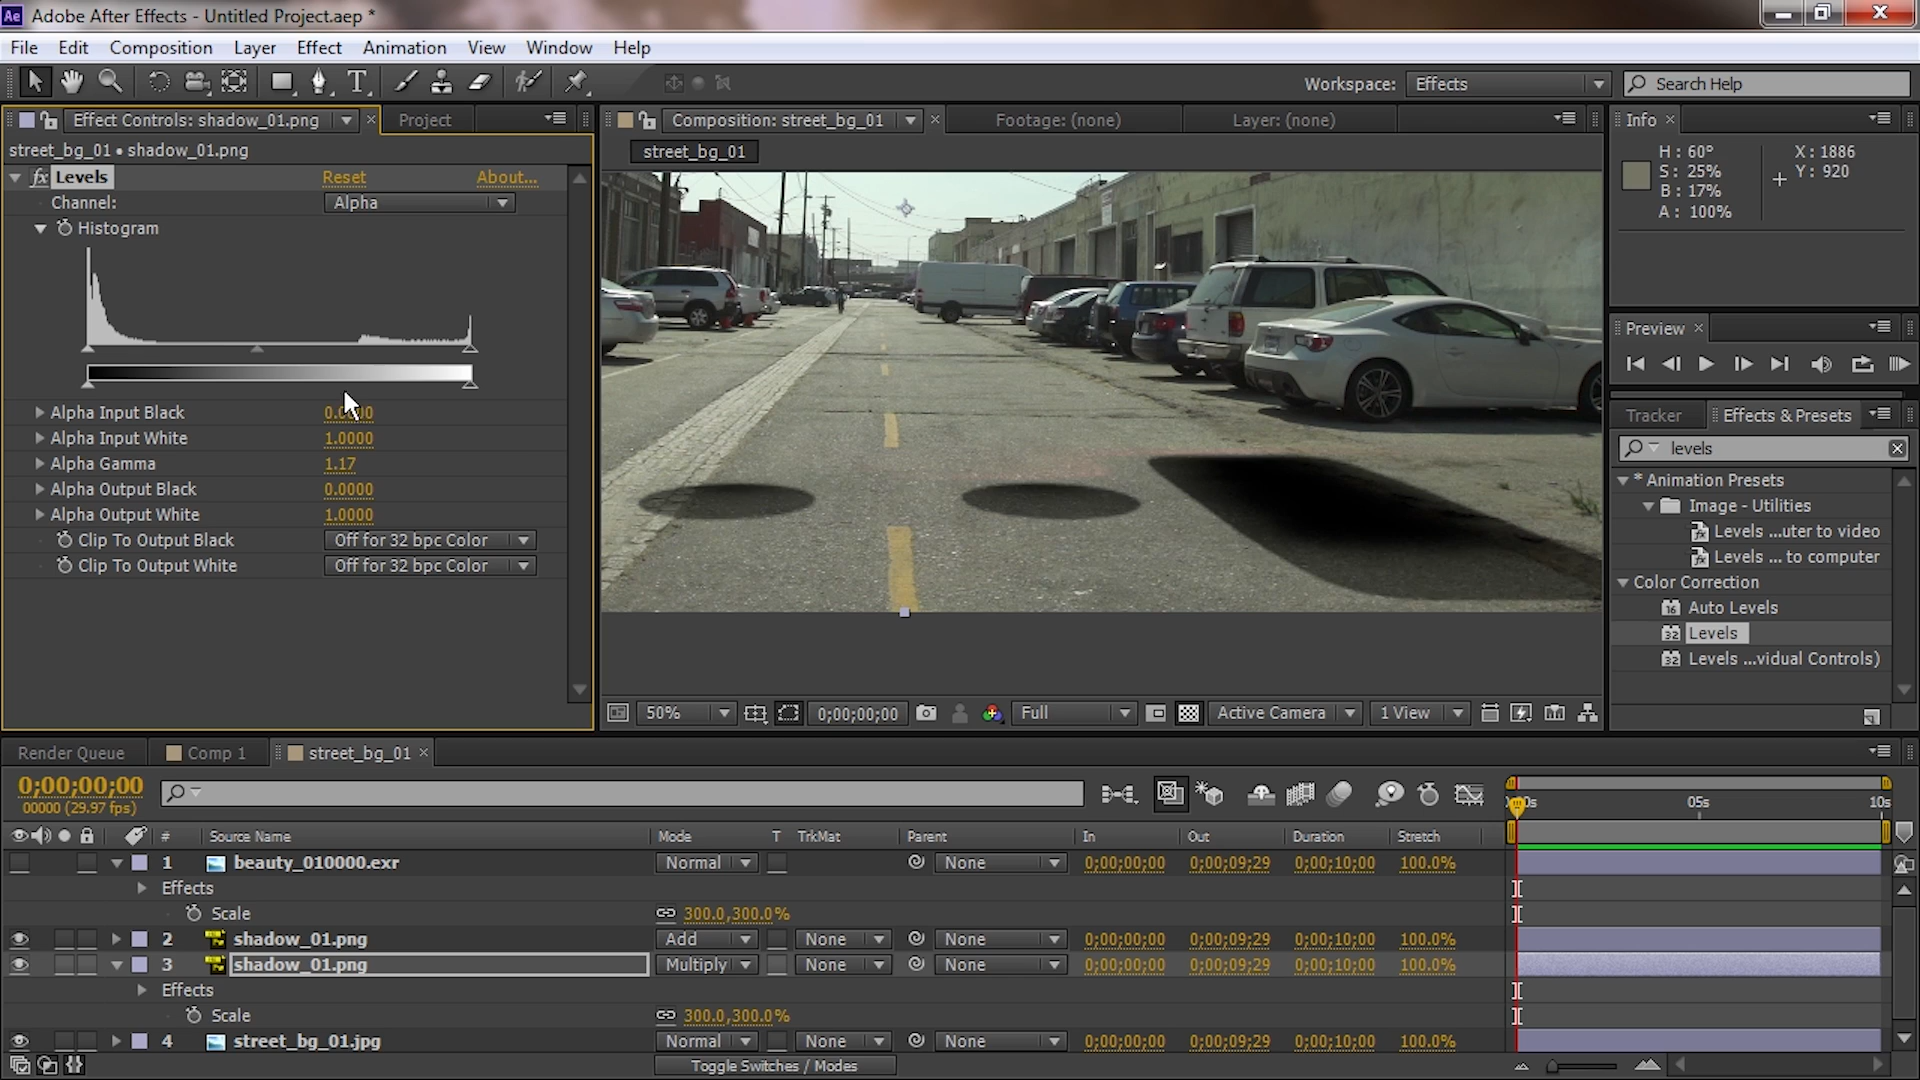 Ae Adobe After Effects - Untitled Project.aep *
File Edit Composition Layer Effect Animation View Window Help
Workspace: Effects Search Help
Effect Controls: shadow_01.png Project
street_bg_01 • shadow_01.png
fx Levels Reset About...
Channel: Alpha
Histogram
Alpha Input Black
Alpha Input White 1.0000
Alpha Gamma 1.17
Alpha Output Black 0.0000
Alpha Output White 1.0000
Clip To Output Black Off for 32 bpc Color
Clip To Output White Off for 32 bpc Color
Composition: street_bg_01 Footage: (none) Layer: (none)
street_bg_01
50% 0;00;00;00 Full Active Camera 1 View
Info
H : 60° X : 1886
S : 25% Y : 920
B : 17%
A : 100%
Preview
Tracker Effects & Presets
levels
* Animation Presets
Image - Utilities
Levels ...uter to video
Levels ... to computer
Color Correction
16 Auto Levels
32 Levels
32 Levels ...vidual Controls)
Render Queue Comp 1 street_bg_01
0;00;00;00
00000 (29.97 fps)
05s 10s
# Source Name Mode T TrkMat Parent In Out Duration Stretch
1 beauty_010000.exr Normal None 0;00;00;00 0;00;09;29 0;00;10;00 100.0%
Effects
Scale 300.0,300.0%
2 shadow_01.png Add None None 0;00;00;00 0;00;09;29 0;00;10;00 100.0%
3 shadow_01.png Multiply None None 0;00;00;00 0;00;09;29 0;00;10;00 100.0%
Effects
Scale 300.0,300.0%
4 street_bg_01.jpg Normal None None 0;00;00;00 0;00;09;29 0;00;10;00 100.0%
Toggle Switches / Modes